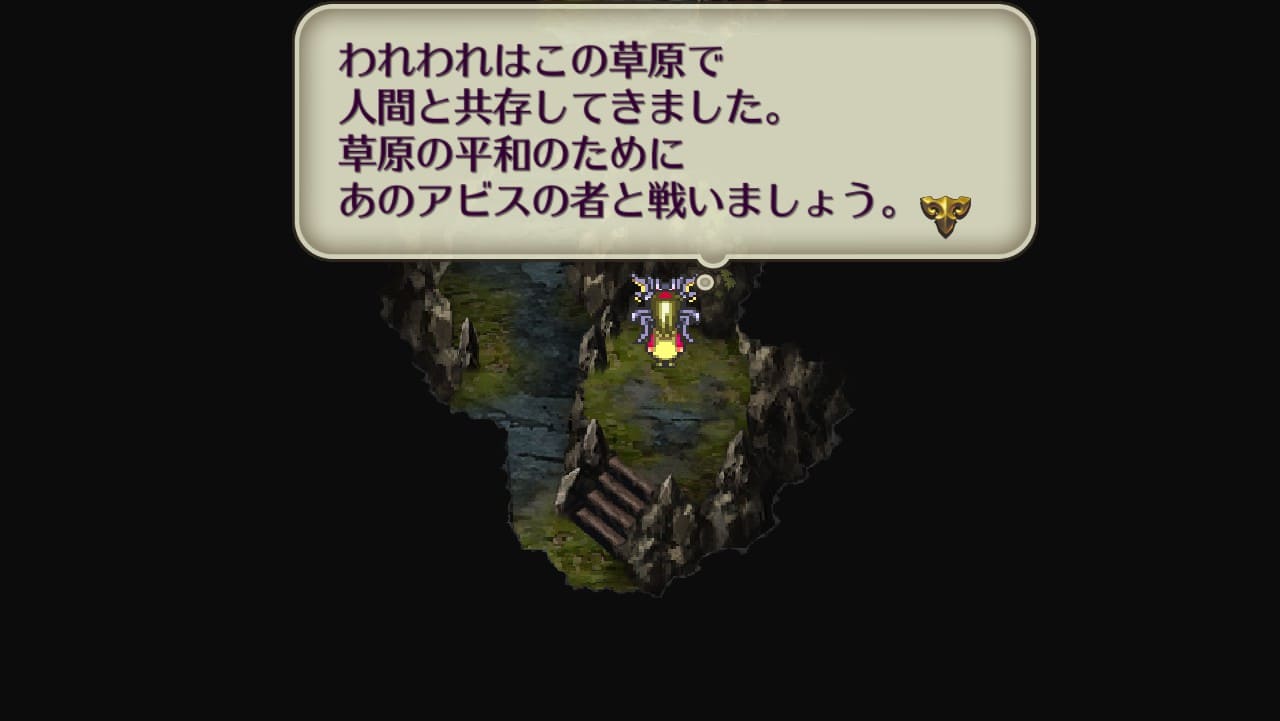 われわれはこの草原で
人間と共存してきました。
草原の平和のために
あのアビスの者と戦いましょう。